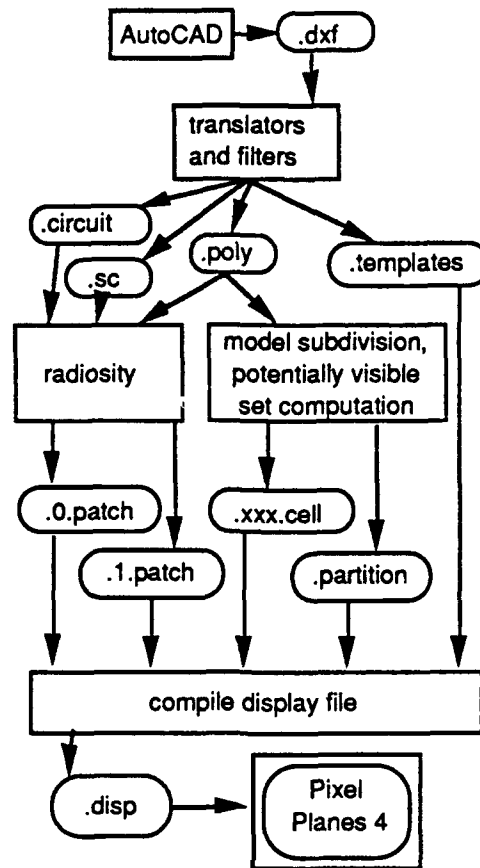 AutoCAD
.dxf
translators
and filters
.circuit
.sc
.poly
.templates
radiosity
model subdivision,
potentially visible
set computation
.0.patch
.xxx.cell
.1.patch
.partition
compile display file
.disp
Pixel
Planes 4